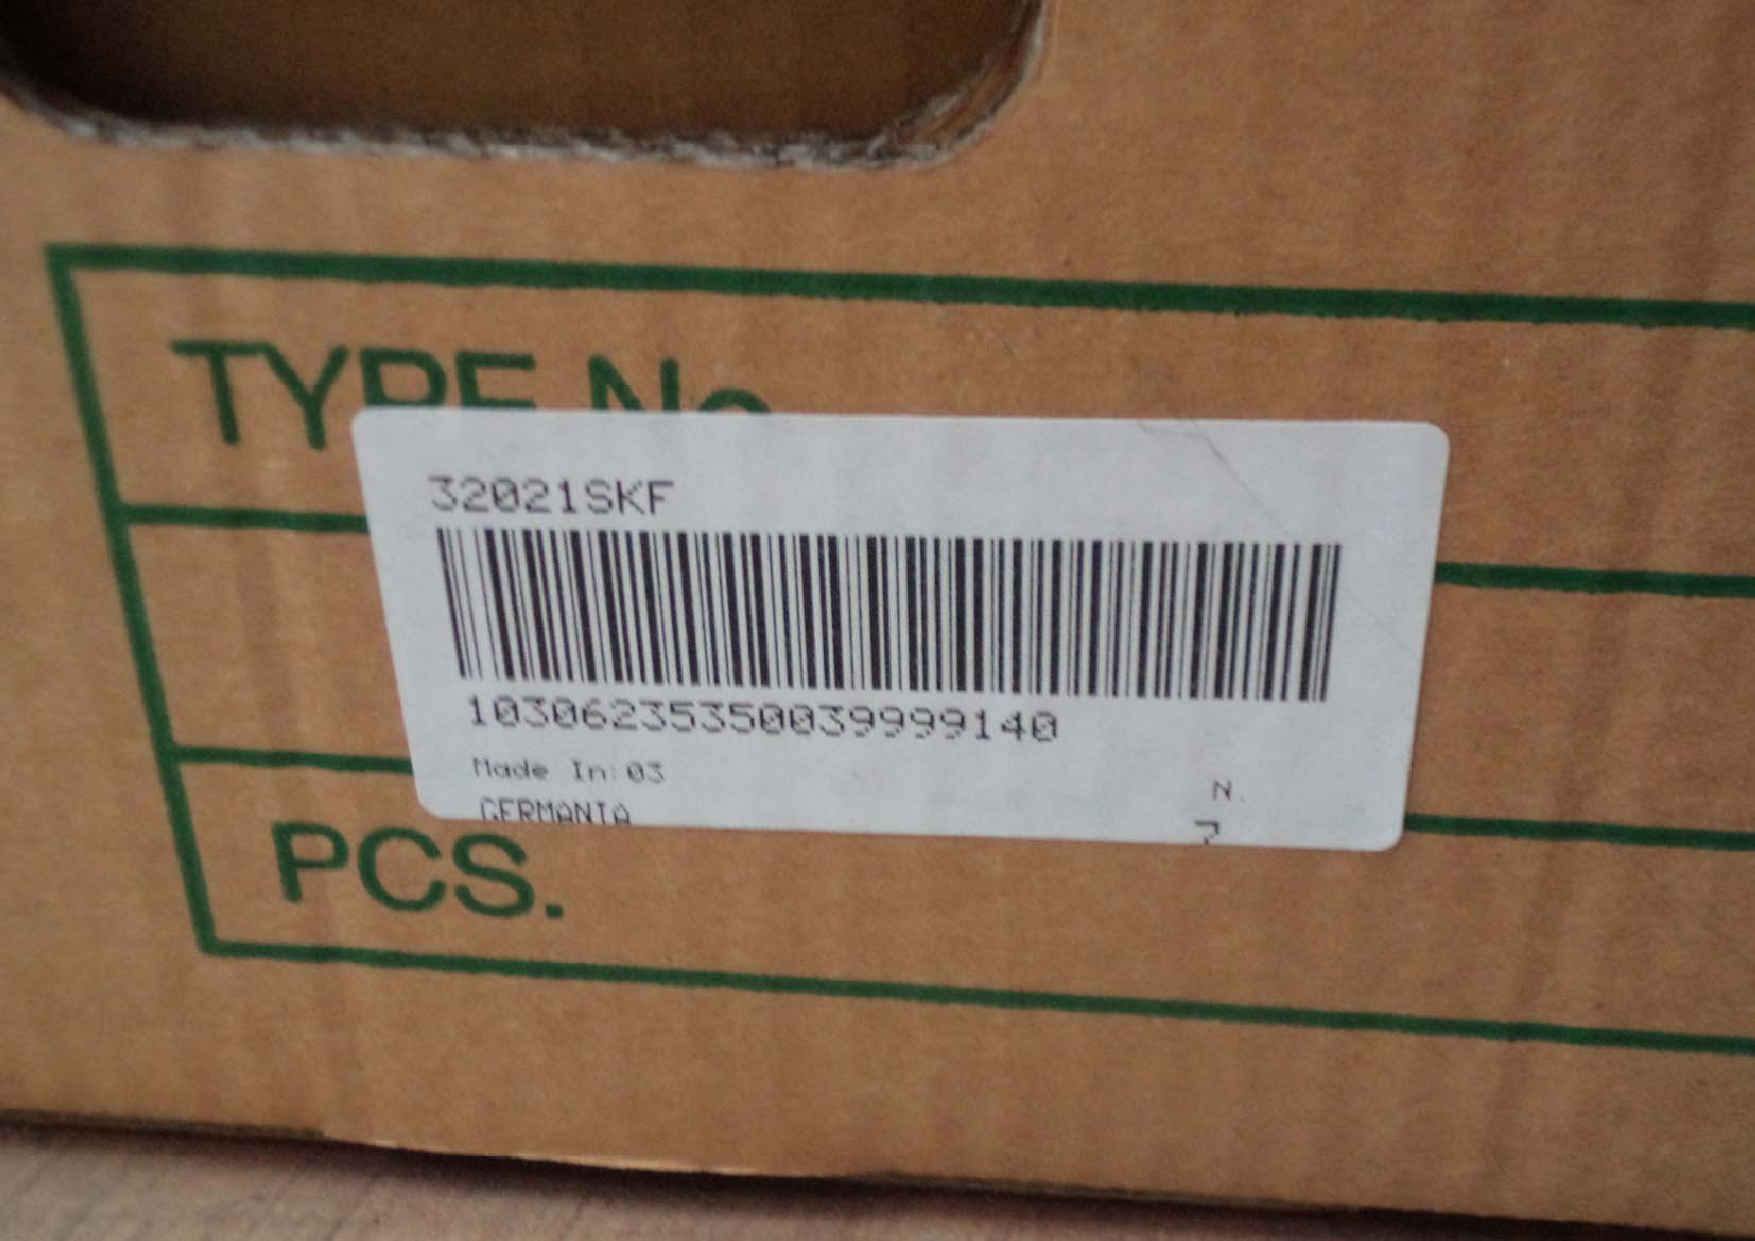 TYPE No.
32021SKF
10306235350039999140
Made In:03
N.
GERMANIA
PCS.